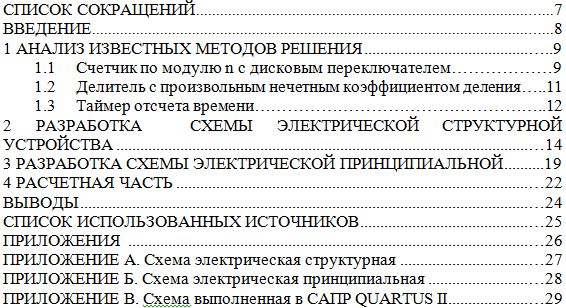 СПИСОК СОКРАЩЕНИЙ.......................................................7
ВВЕДЕНИЕ.......................................................8
1 АНАЛИЗ ИЗВЕСТНЫХ МЕТОДОВ РЕШЕНИЯ.............................9
1.1 Счетчик по модулю n с дисковым переключателем....................9
1.2 Делитель с произвольным нечетным коэффициентом деления.....11
1.3 Таймер отсчета времени.......................................12
2 РАЗРАБОТКА СХЕМЫ ЭЛЕКТРИЧЕСКОЙ СТРУКТУРНОЙ
УСТРОЙСТВА.......................................................14
3 РАЗРАБОТКА СХЕМЫ ЭЛЕКТРИЧЕСКОЙ ПРИНЦИПИАЛЬНОЙ..........19
4 РАСЧЕТНАЯ ЧАСТЬ.......................................................22
ВЫВОДЫ.......................................................24
СПИСОК ИСПОЛЬЗОВАННЫХ ИСТОЧНИКОВ.............................25
ПРИЛОЖЕНИЯ .......................................................26
ПРИЛОЖЕНИЕ А. Схема электрическая структурная .....................27
ПРИЛОЖЕНИЕ Б. Схема электрическая принципиальная..................28
ПРИЛОЖЕНИЕ В. Схема выполненная в САПР QUARTUS II...............29